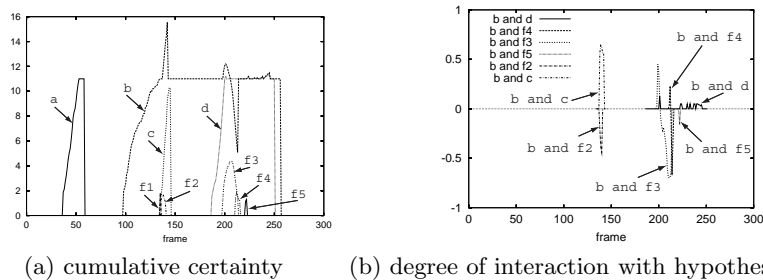 16
14
12
10
8
6
4
2
0
0 50 100 150 200 250 300
frame
a
b
c
d
f1
f2
f3
f4
f5
(a) cumulative certainty
1
0.5
0
-0.5
-1
0 50 100 150 200 250 300
frame
b and d
b and f4
b and f3
b and f5
b and f2
b and c
b and f4
b and c
b and d
b and f2
b and f5
b and f3
(b) degree of interaction with hypothes